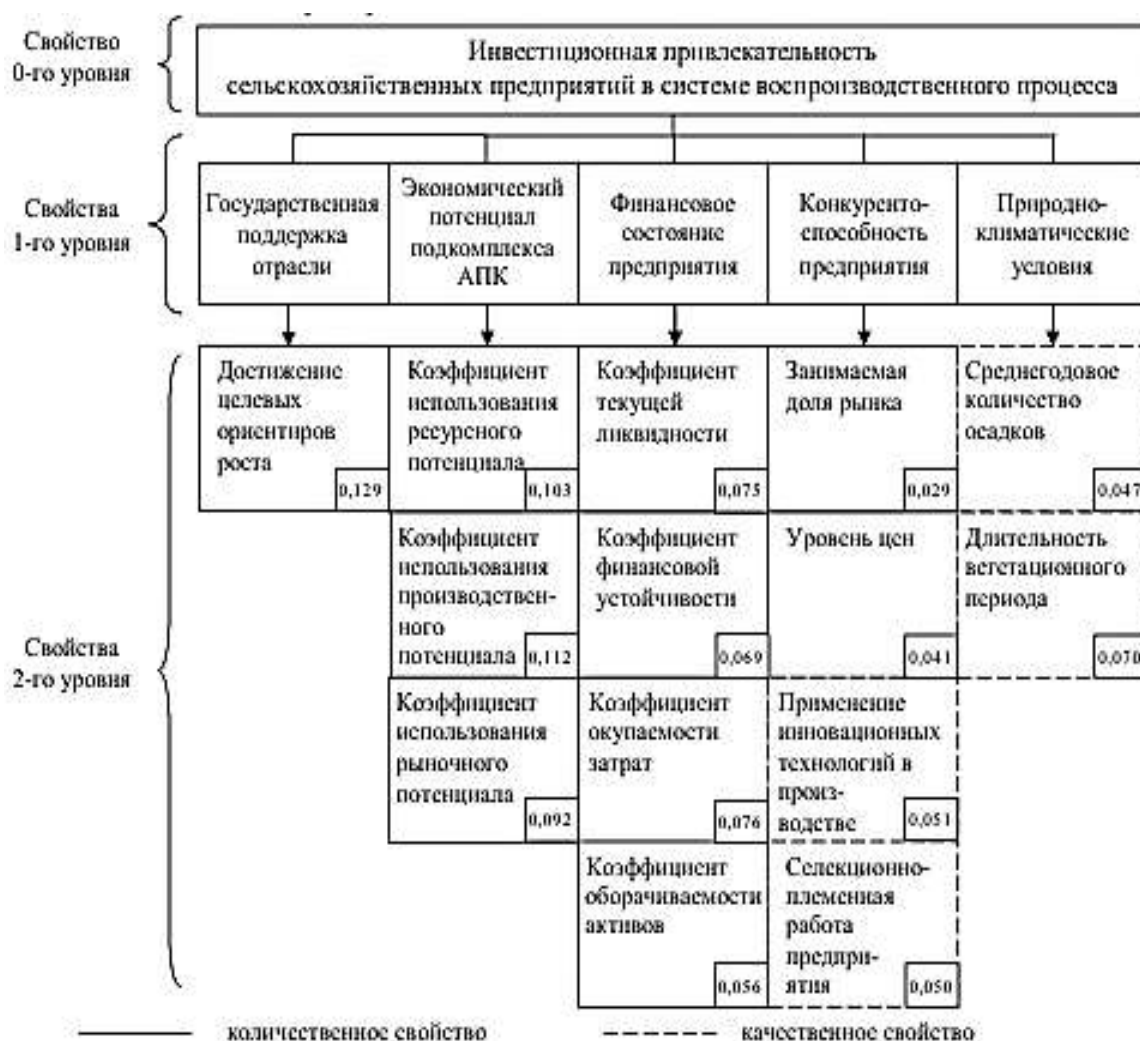 Свойство
0-го уровня
Инвестиционная привлекательность
сельскохозяйственных предприятий в системе воспроизводственного процесса
Свойства
1-го уровня
Государственная
поддержка
отрасли
Экономический
потенциал
подкомплекса
АПК
Финансовое
состояние
предприятия
Конкуренто-
способность
предприятия
Природно-
климатические
условия
Свойства
2-го уровня
Достижение
целевых
ориентиров
роста
0,129
Коэффициент
использования
ресурсного
потенциала
0,103
Коэффициент
текущей
ликвидности
0,075
Занимаемая
доля рынка
0,029
Среднегодовое
количество
осадков
0,047
Коэффициент
использования
производствен-
ного
потенциала
0,112
Коэффициент
финансовой
устойчивости
0,069
Уровень цен
0,041
Длительность
вегетационного
периода
0,070
Коэффициент
использования
рыночного
потенциала
0,092
Коэффициент
окупаемости
затрат
0,076
Применение
инновационных
технологий в
произ-
водстве
0,051
Коэффициент
оборачиваемости
активов
0,056
Селекционно-
племенная
работа
предпри-
ятия
0,050
количественное свойство
качественное свойство